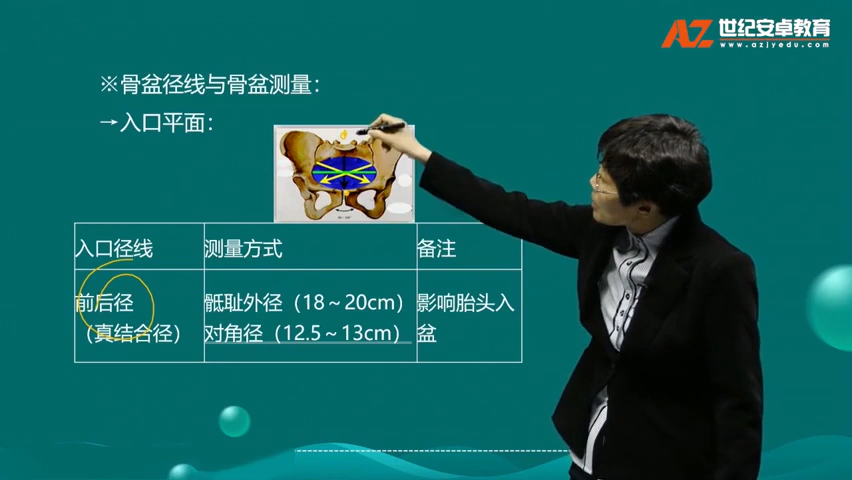 AZ 世纪安卓教育
www.azjyedu.com
※骨盆径线与骨盆测量：
→入口平面：
入口径线 测量方式 备注
前后径 骶耻外径（18～20cm） 影响胎头入
（真结合径） 对角径（12.5～13cm） 盆